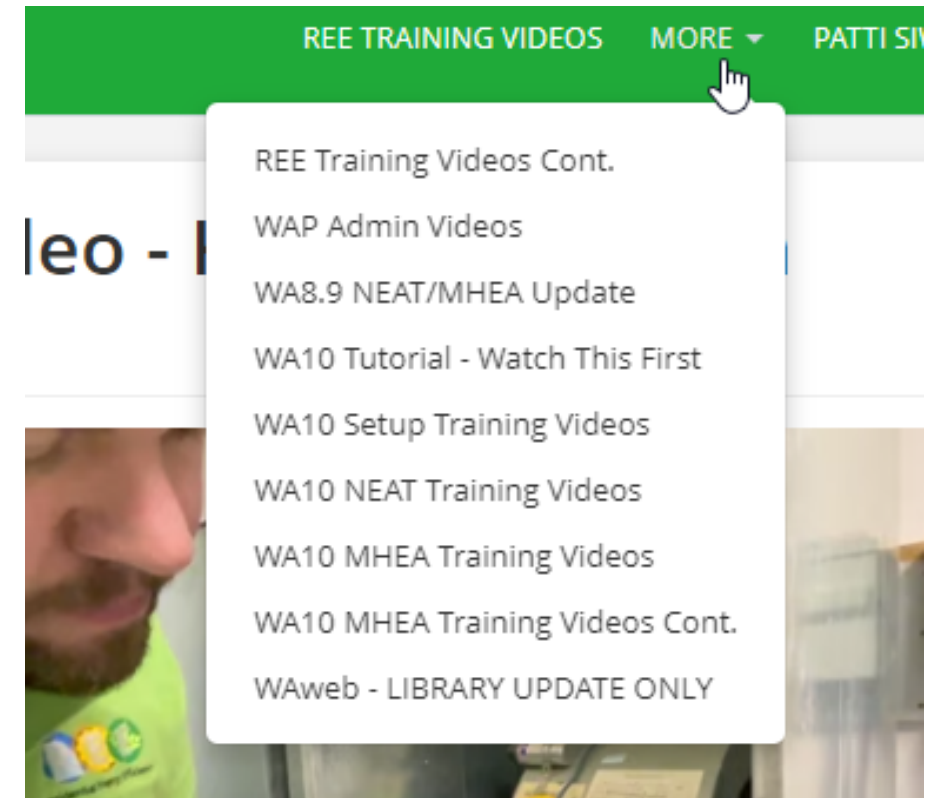 REE TRAINING VIDEOS MORE PATTI
REE Training Videos Cont.
WAP Admin Videos
leo -
WA8.9 NEAT/MHEA Update
WA10 Tutorial - Watch This First
WA10 Setup Training Videos
WA10 NEAT Training Videos
WA10 MHEA Training Videos
WA10 MHEA Training Videos Cont.
WAweb - LIBRARY UPDATE ONLY